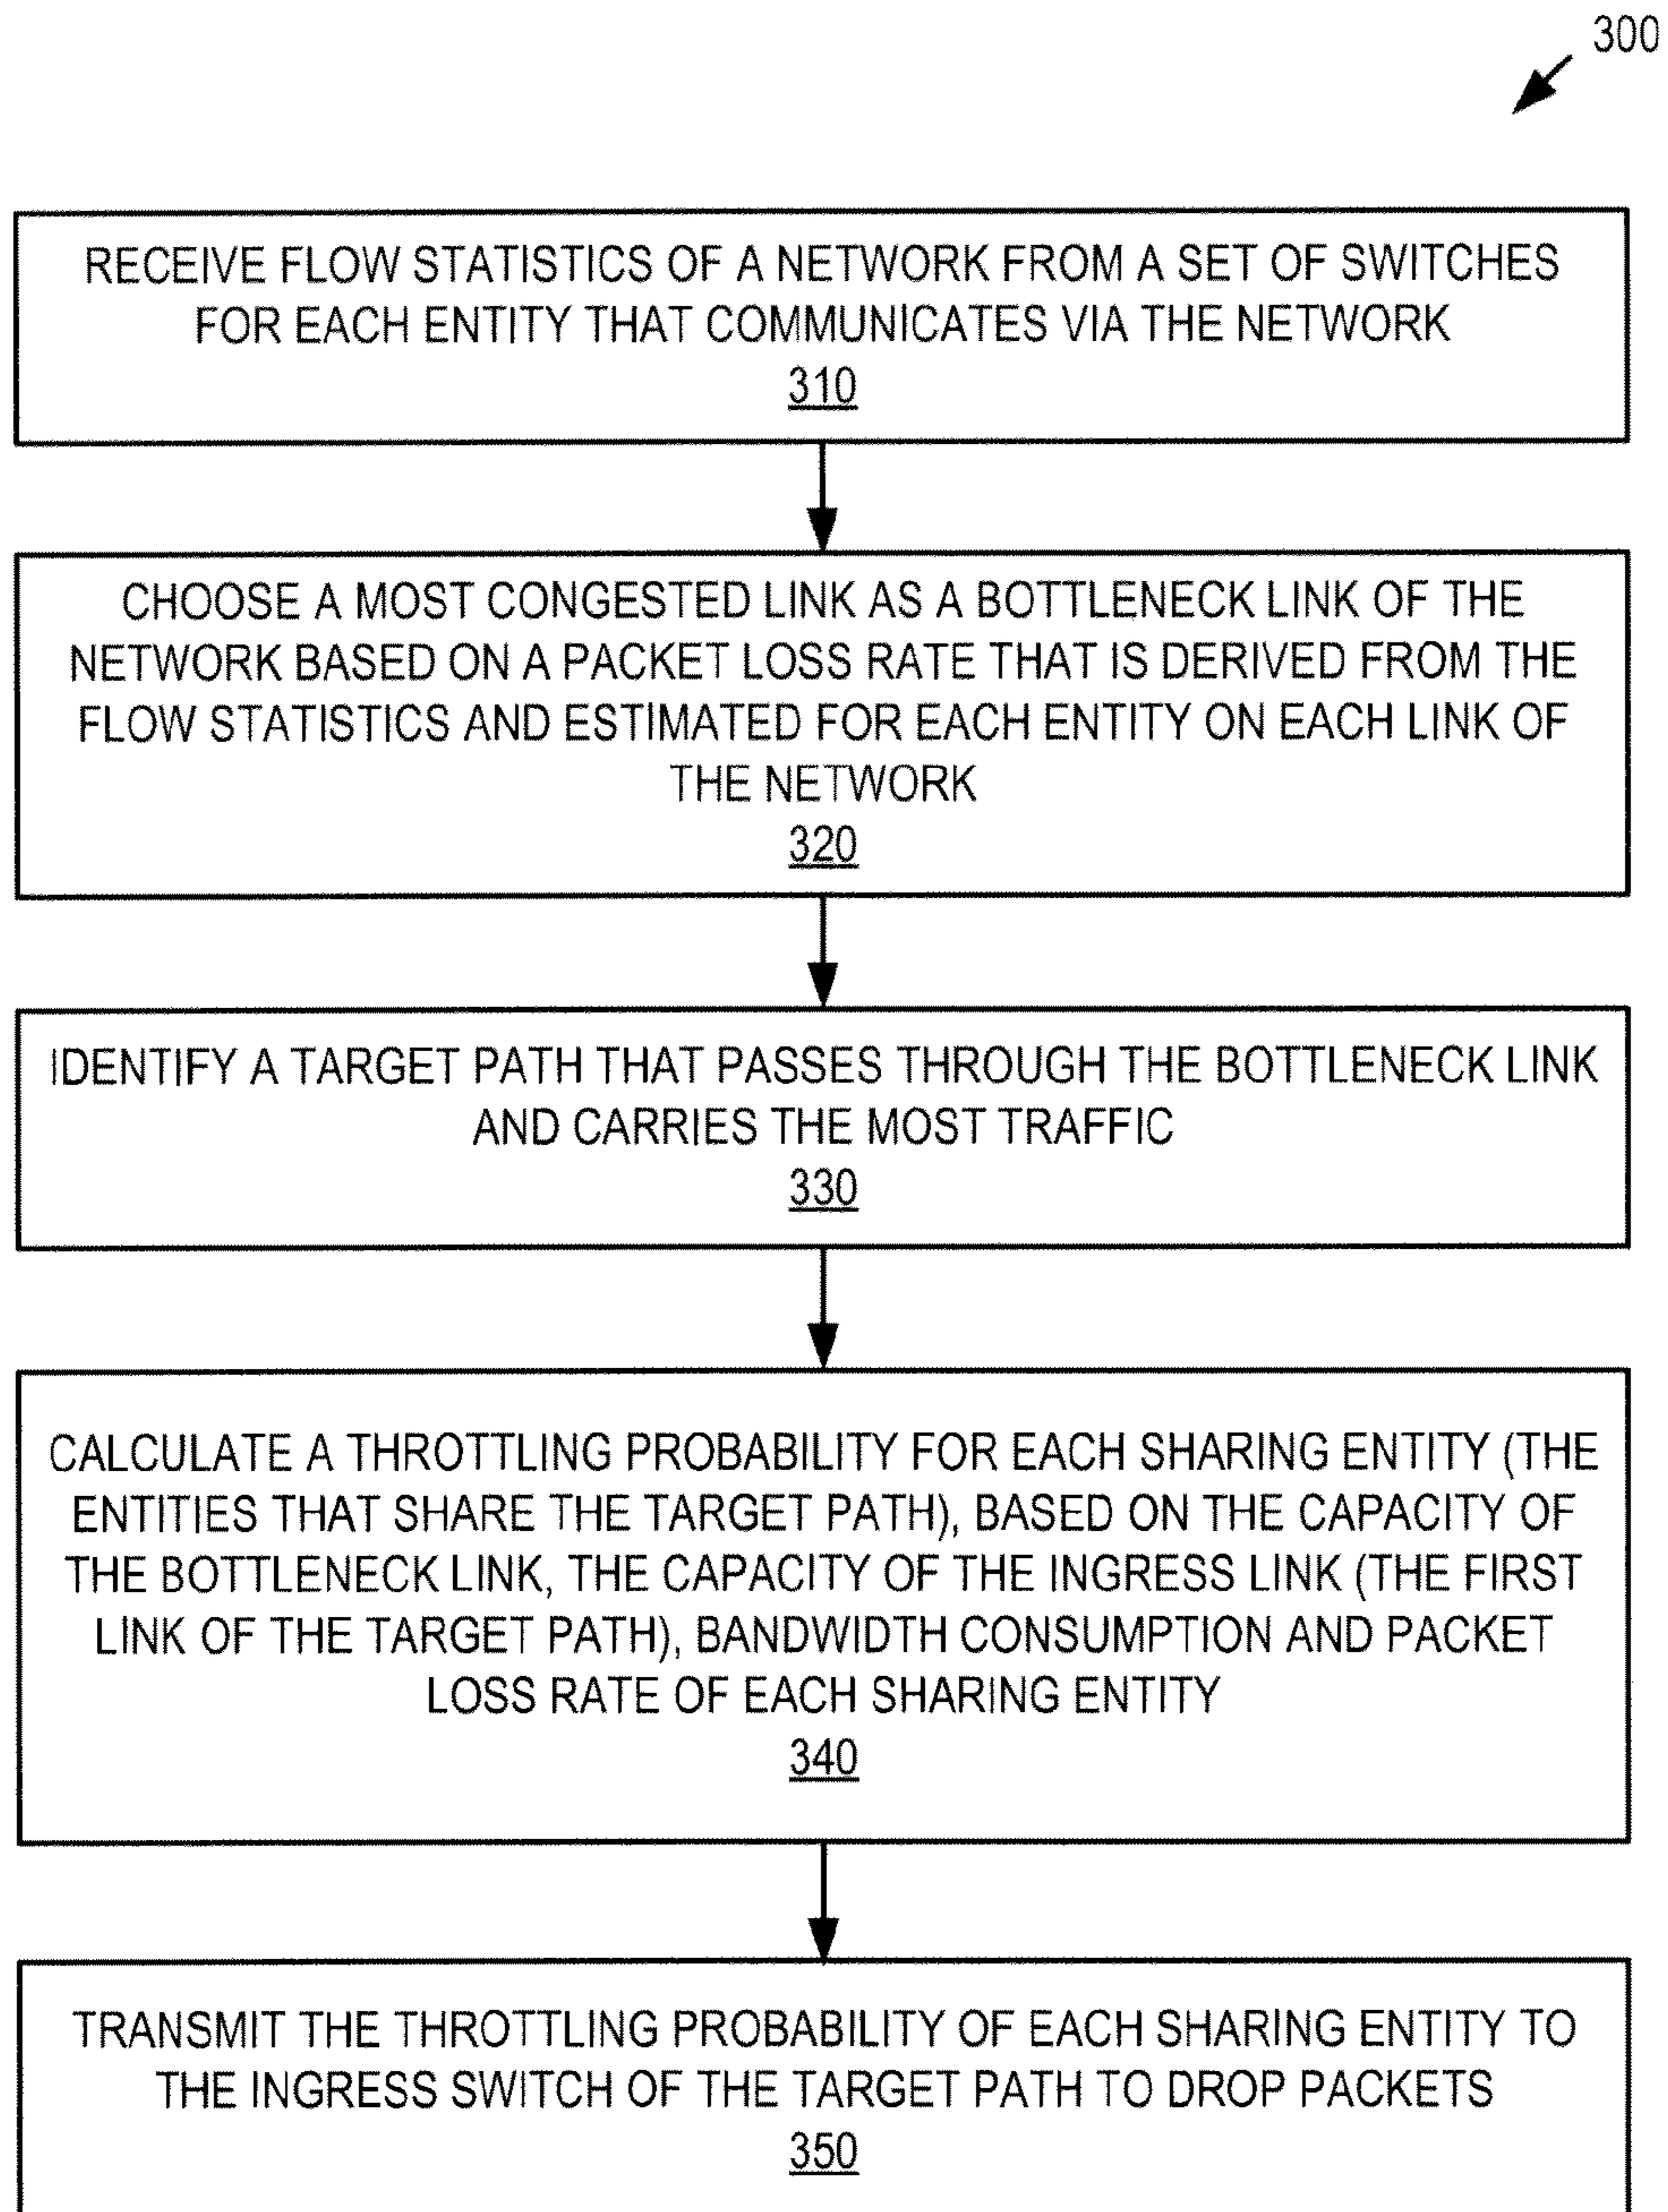 300
RECEIVE FLOW STATISTICS OF A NETWORK FROM A SET OF SWITCHES
FOR EACH ENTITY THAT COMMUNICATES VIA THE NETWORK
310
CHOOSE A MOST CONGESTED LINK AS A BOTTLENECK LINK OF THE
NETWORK BASED ON A PACKET LOSS RATE THAT IS DERIVED FROM THE
FLOW STATISTICS AND ESTIMATED FOR EACH ENTITY ON EACH LINK OF
THE NETWORK
320
IDENTIFY A TARGET PATH THAT PASSES THROUGH THE BOTTLENECK LINK
AND CARRIES THE MOST TRAFFIC
330
CALCULATE A THROTTLING PROBABILITY FOR EACH SHARING ENTITY (THE
ENTITIES THAT SHARE THE TARGET PATH), BASED ON THE CAPACITY OF
THE BOTTLENECK LINK, THE CAPACITY OF THE INGRESS LINK (THE FIRST
LINK OF THE TARGET PATH), BANDWIDTH CONSUMPTION AND PACKET
LOSS RATE OF EACH SHARING ENTITY
340
TRANSMIT THE THROTTLING PROBABILITY OF EACH SHARING ENTITY TO
THE INGRESS SWITCH OF THE TARGET PATH TO DROP PACKETS
350